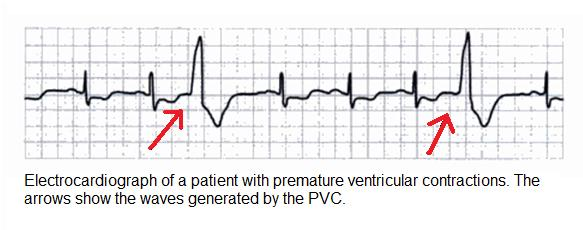 Electrocardiograph of a patient with premature ventricular contractions. The
arrows show the waves generated by the PVC.